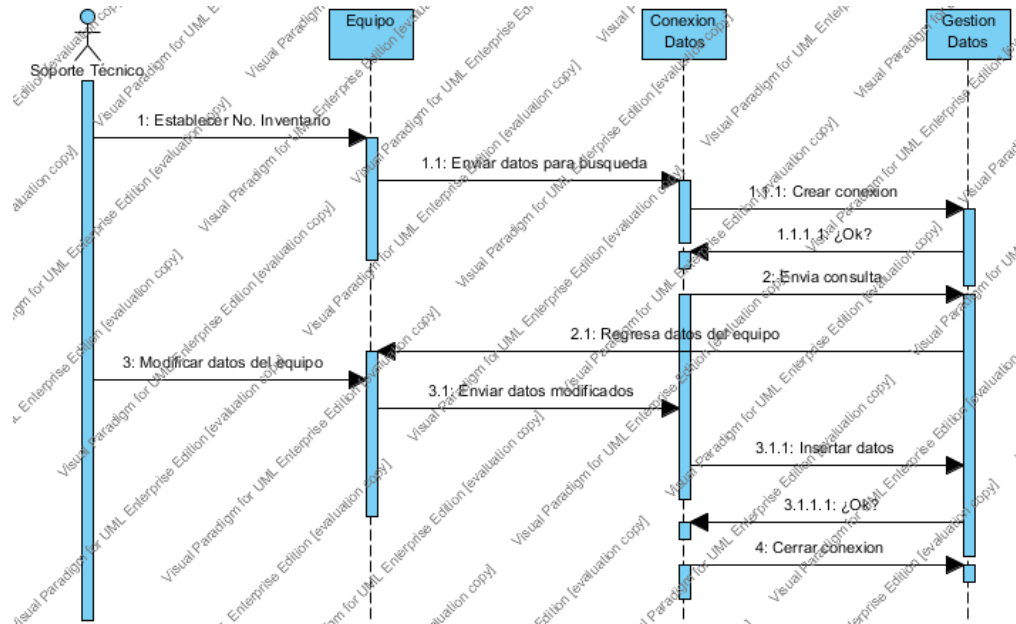 Equipo
Conexion
Datos
Gestion
Datos
Soporte Técnico
1: Establecer No. Inventario
1.1: Enviar datos para busqueda
1.1.1: Crear conexion
1.1.1.1: ¿Ok?
2: Envia consulta
2.1: Regresa datos del equipo
3: Modificar datos del equipo
3.1: Enviar datos modificados
3.1.1: Insertar datos
3.1.1.1: ¿Ok?
4: Cerrar conexion
Visual Paradigm for UML Enterprise Edition [evaluation copy]